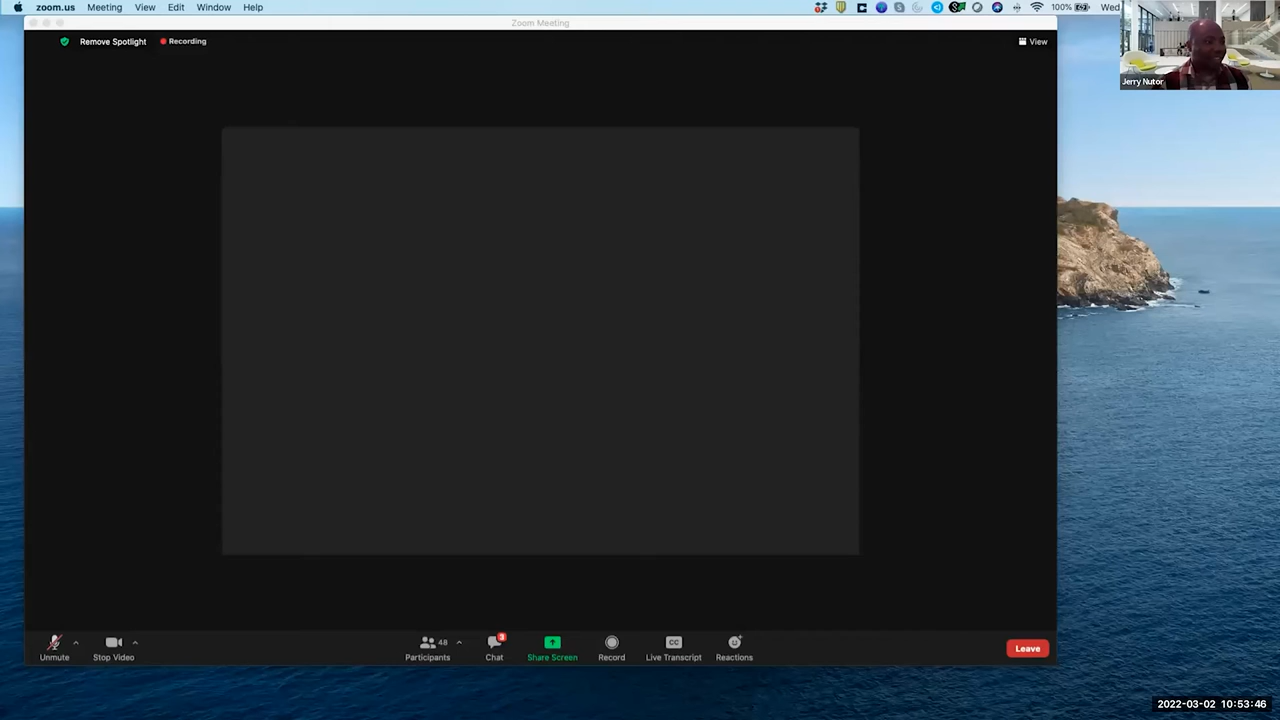 zoom.us Meeting View Edit Window Help
100%
Wed
Zoom Meeting
Remove Spotlight
Recording
View
Jerry Nutor
48
3
CC
Unmute
Stop Video
Participants
Chat
Share Screen
Record
Live Transcript
Reactions
Leave
2022-03-02 10:53:46